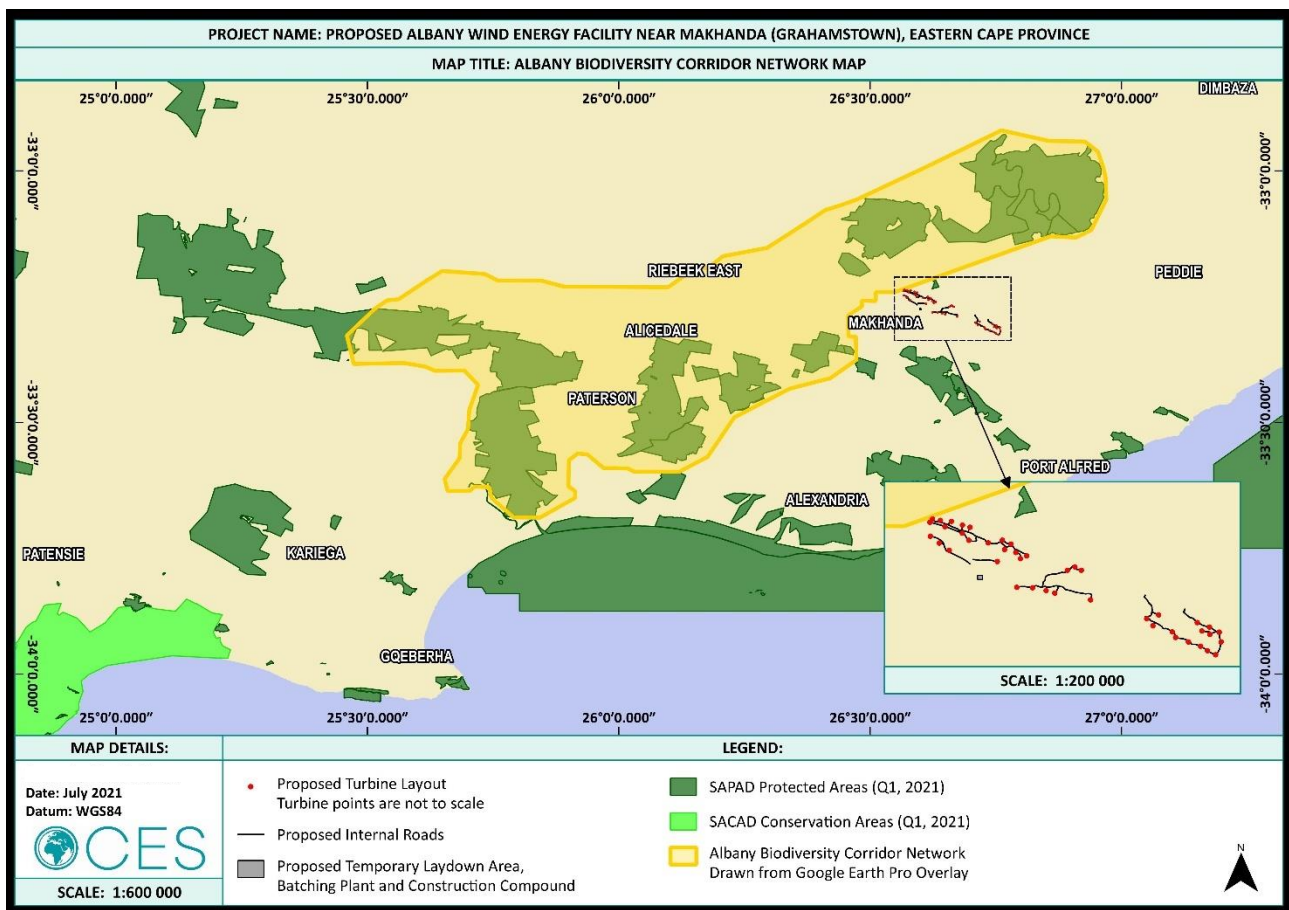 PROJECT NAME: PROPOSED ALBANY WIND ENERGY FACILITY NEAR MAKHANDA (GRAHAMSTOWN), EASTERN CAPE PROVINCE
MAP TITLE: ALBANY BIODIVERSITY CORRIDOR NETWORK MAP
25°0'0.000"
25°30'0.000"
26°0'0.000"
26°30'0.000"
27°0'0.000"
DIMBAZA
-33°0'0.000"
-33°0'0.000"
RIEBEEK EAST
PEDDIE
ALICEDALE
MAKHANDA
PATERSON
-33°30'0.000"
-33°30'0.000"
PORT ALFRED
ALEXANDRIA
PATENSIE
KARIEGA
GQEBERHA
SCALE: 1:200 000
-34°0'0.000"
-34°0'0.000"
25°0'0.000"
25°30'0.000"
26°0'0.000"
26°30'0.000"
27°0'0.000"
MAP DETAILS:
Date: July 2021
Datum: WGS84
CES
SCALE: 1:600 000
LEGEND:
Proposed Turbine Layout
Turbine points are not to scale
Proposed Internal Roads
Proposed Temporary Laydown Area,
Batching Plant and Construction Compound
SAPAD Protected Areas (Q1, 2021)
SACAD Conservation Areas (Q1, 2021)
Albany Biodiversity Corridor Network
Drawn from Google Earth Pro Overlay
N